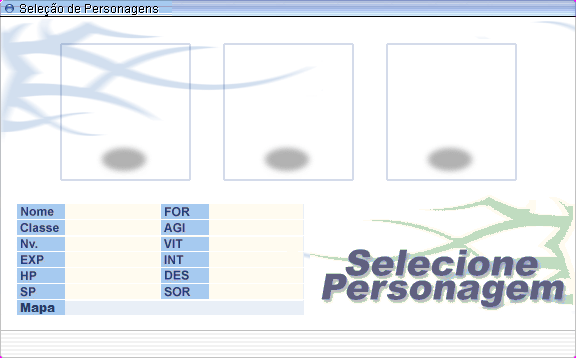 Seleção de Personagens
Nome FOR
Classe AGI
Nv. VIT
EXP INT
HP DES
SP SOR
Mapa
Selecione
Personagem